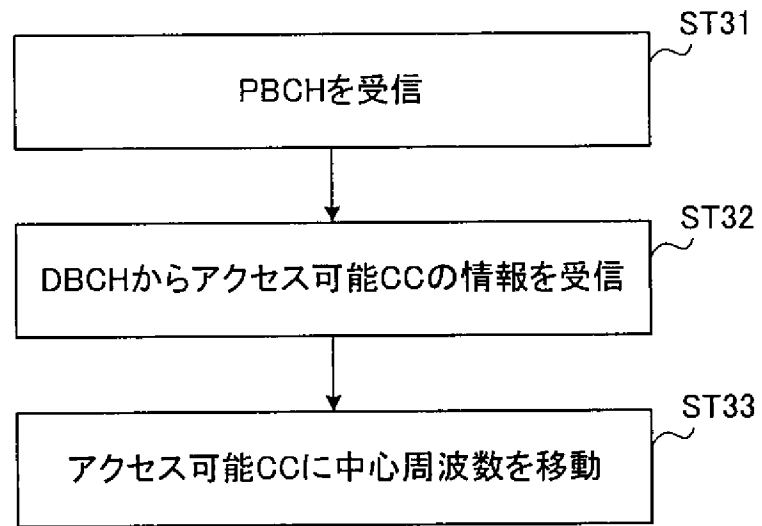 ST31
PBCHを受信
ST32
DBCHからアクセス可能CCの情報を受信
ST33
アクセス可能CCに中心周波数を移動